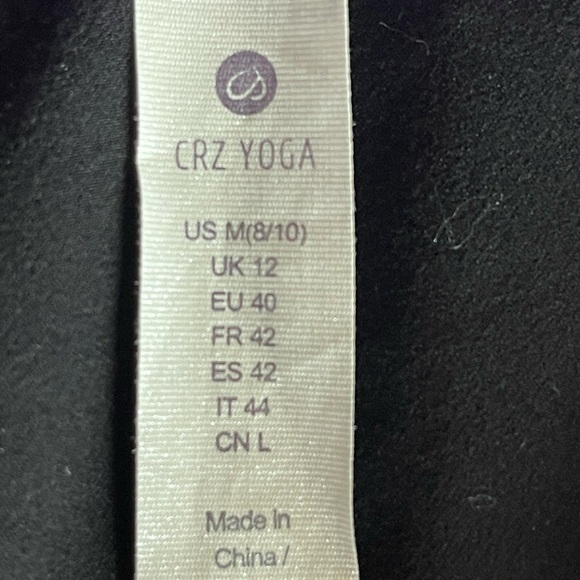 CRZ YOGA
US M(8/10)
UK 12
EU 40
FR 42
ES 42
IT 44
CN L
Made in
China /